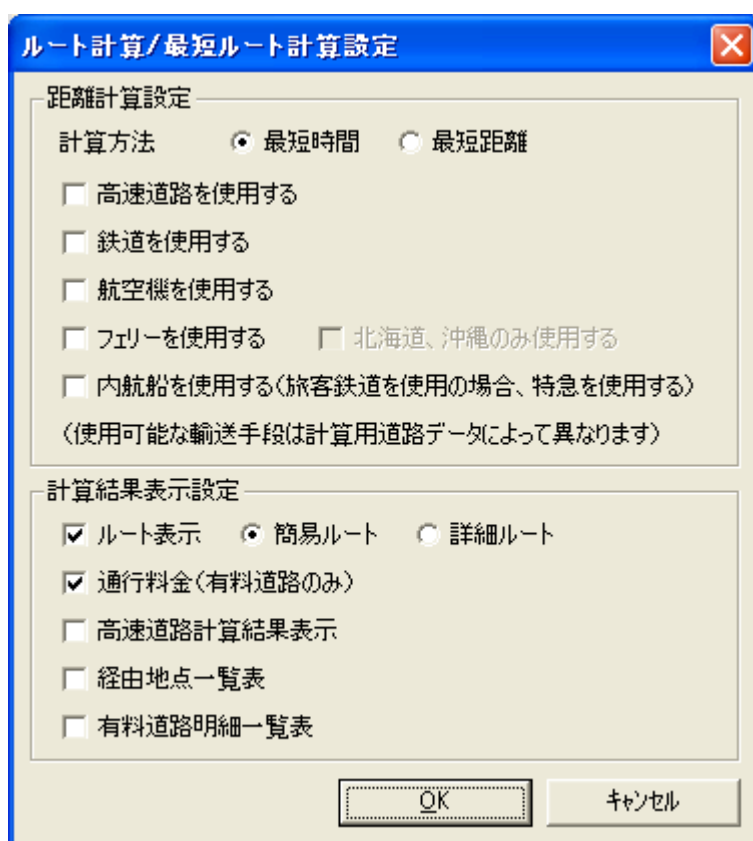 ルート計算/最短ルート計算設定
距離計算設定
計算方法 最短時間 最短距離
高速道路を使用する
鉄道を使用する
航空機を使用する
フェリーを使用する 北海道、沖縄のみ使用する
内航船を使用する(旅客鉄道を使用の場合、特急を使用する)
(使用可能な輸送手段は計算用道路データによって異なります)
計算結果表示設定
ルート表示 簡易ルート 詳細ルート
通行料金(有料道路のみ)
高速道路計算結果表示
経由地点一覧表
有料道路明細一覧表
OK キャンセル